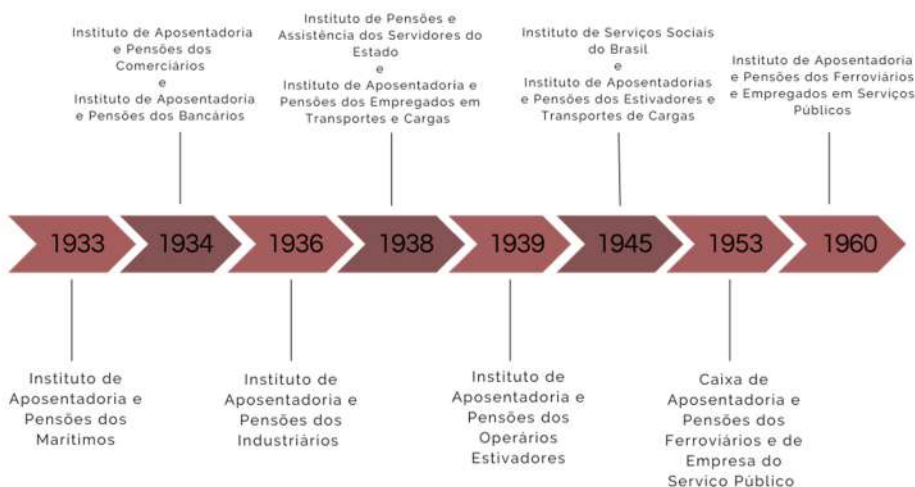 Instituto de Aposentadoria
e Pensões dos
Comerciários
e
Instituto de Aposentadoria
e Pensões dos Bancários
Instituto de Pensões e
Assistência dos Servidores do
Estado
e
Instituto de Aposentadoria e
Pensões dos Empregados em
Transportes e Cargas
Instituto de Serviços Sociais
do Brasil
e
Instituto de Aposentadorias
e Pensões dos Estivadores e
Transportes de Cargas
Instituto de Aposentadoria
e Pensões dos Ferroviários
e Empregados em Serviços
Públicos
1933
1934
1936
1938
1939
1945
1953
1960
Instituto de
Aposentadoria e
Pensões dos
Marítimos
Instituto de
Aposentadoria e
Pensões dos
Industriários
Instituto de
Aposentadoria e
Pensões dos
Operários
Estivadores
Caixa de
Aposentadoria e
Pensões dos
Ferroviários e de
Empresa do
Serviço Público